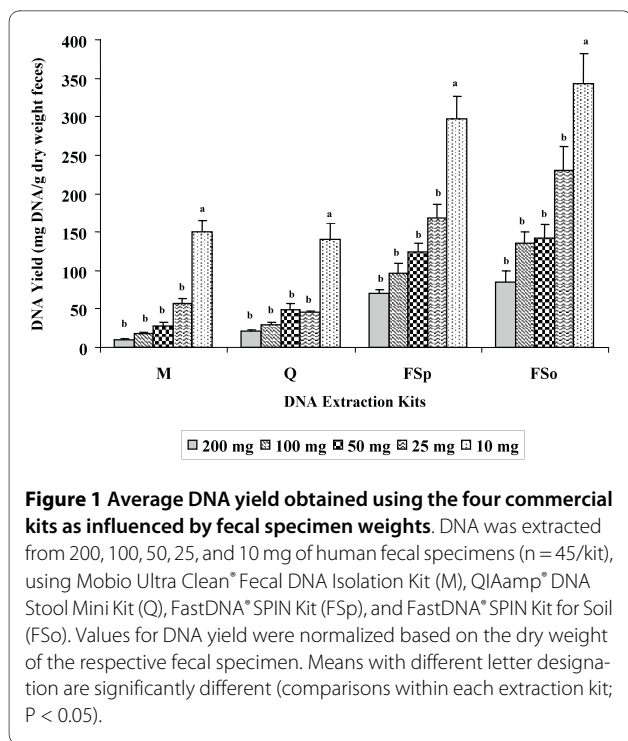 400
350
300
250
200
150
100
50
0
DNA Yield (mg DNA/g dry weight feces)
b b b b a
b b b b a
b b b b a
b b b b a
M Q FSp FSo
DNA Extraction Kits
200 mg 100 mg 50 mg 25 mg 10 mg
Figure 1 Average DNA yield obtained using the four commercial
kits as influenced by fecal specimen weights. DNA was extracted
from 200, 100, 50, 25, and 10 mg of human fecal specimens (n = 45/kit),
using Mobio Ultra Clean® Fecal DNA Isolation Kit (M), QIAamp® DNA
Stool Mini Kit (Q), FastDNA® SPIN Kit (FSp), and FastDNA® SPIN Kit for Soil
(FSo). Values for DNA yield were normalized based on the dry weight
of the respective fecal specimen. Means with different letter designa-
tion are significantly different (comparisons within each extraction kit;
P < 0.05).